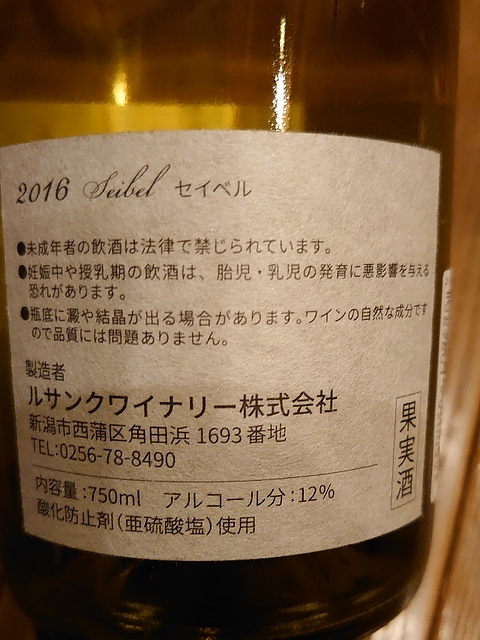 2016 Seibel セイベル
●未成年者の飲酒は法律で禁じられています。
●妊娠中や授乳期の飲酒は、胎児・乳児の発育に悪影響を与える
恐れがあります。
●瓶底に澱や結晶が出る場合があります。ワインの自然な成分です
ので品質には問題ありません。
製造者
ルサンクワイナリー株式会社
新潟市西蒲区角田浜 1693番地
TEL:0256-78-8490
内容量:750ml アルコール分:12%
酸化防止剤(亜硫酸塩)使用
果実酒